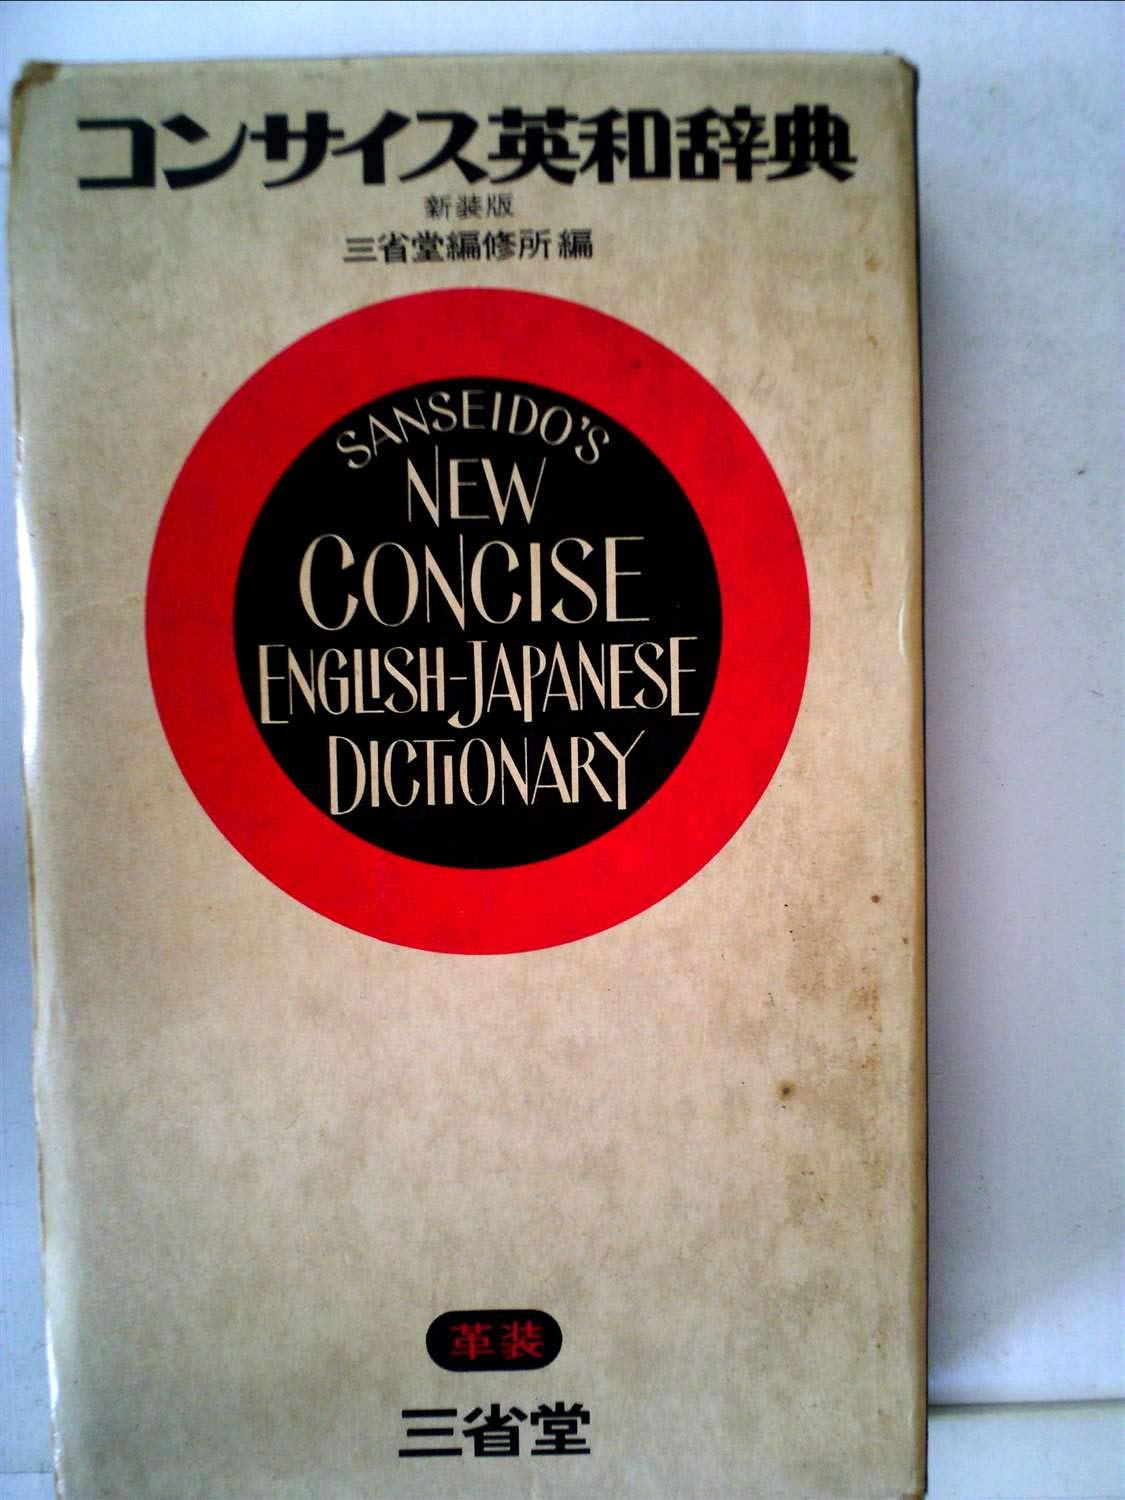 コンサイス英和辞典
新装版
三省堂編修所 編
SANSEIDO'S
NEW
CONCISE
ENGLISH-JAPANESE
DICTIONARY
革装
三省堂